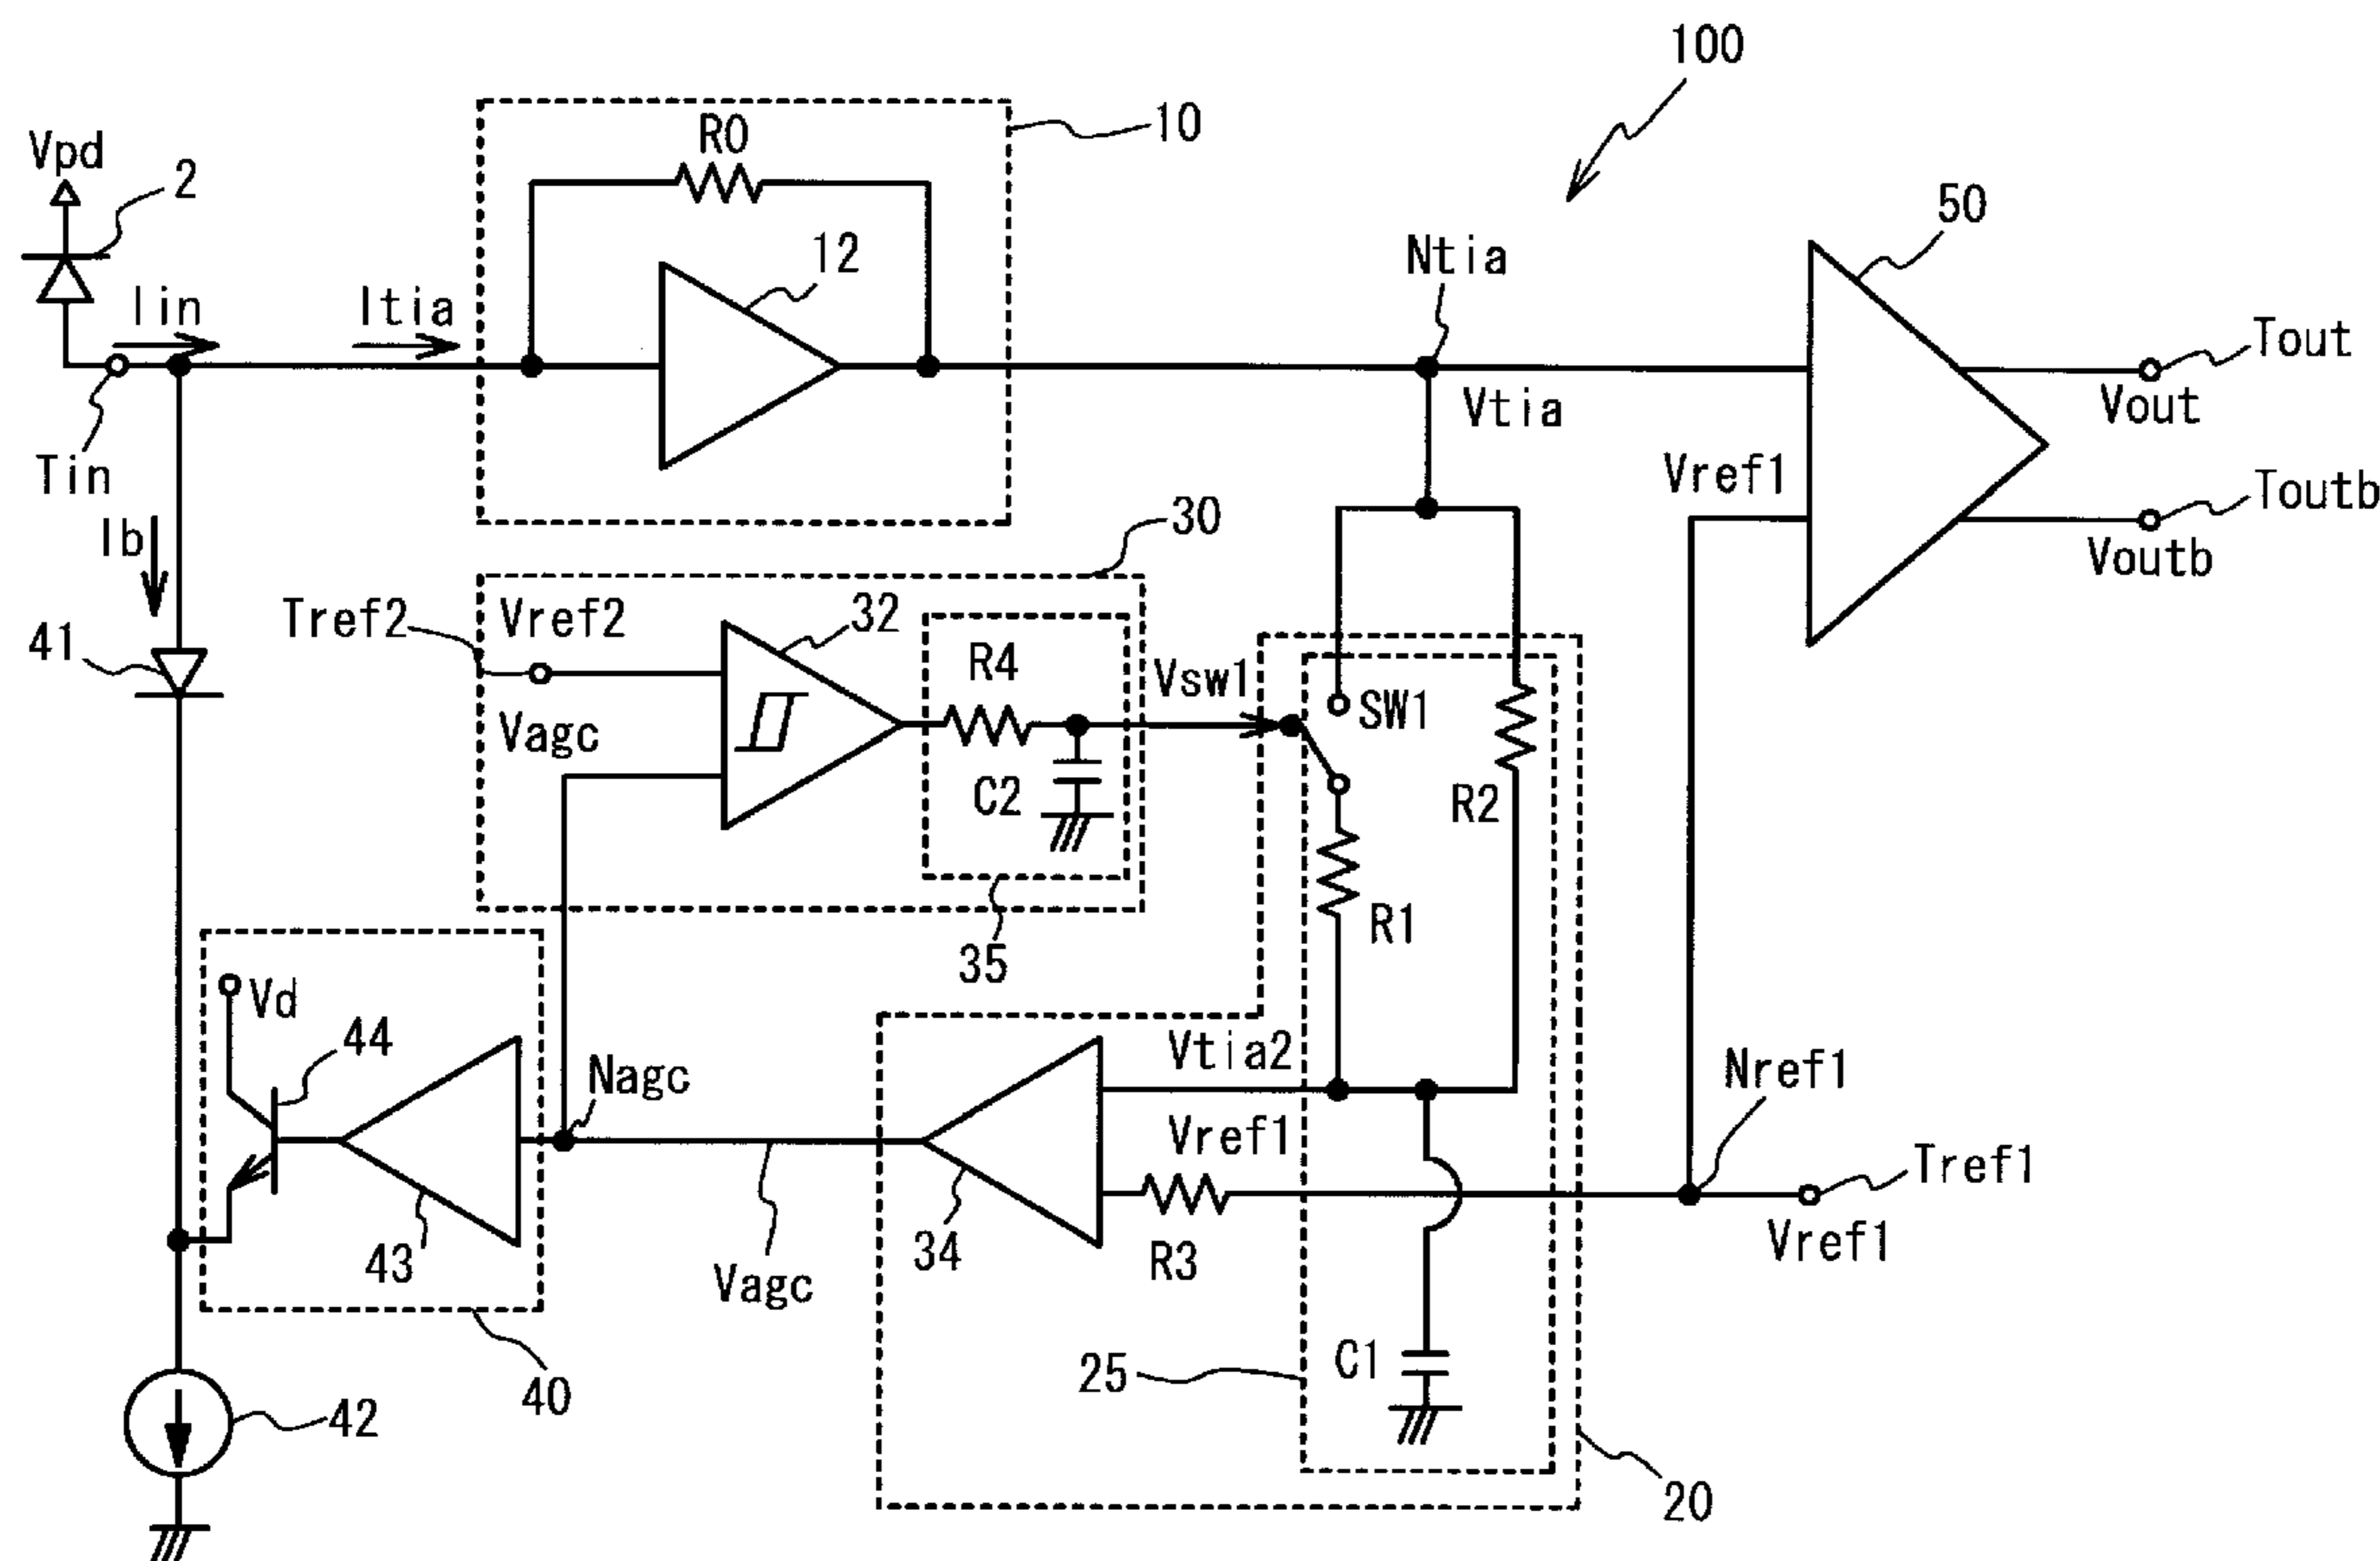 100
10
R0
Vpd
2
50
12
Ntia
Iin
Itia
Tout
Vtia
Vout
Tin
Vref1
Toutb
30
Ib
Voutb
Tref2
Vref2
32
41
R4
Vsw1
SW1
Vagc
C2
R2
R1
35
Vd
44
Vtia2
Nagc
Nref1
Vref1
Tref1
34
43
R3
Vref1
Vagc
C1
25
40
42
20